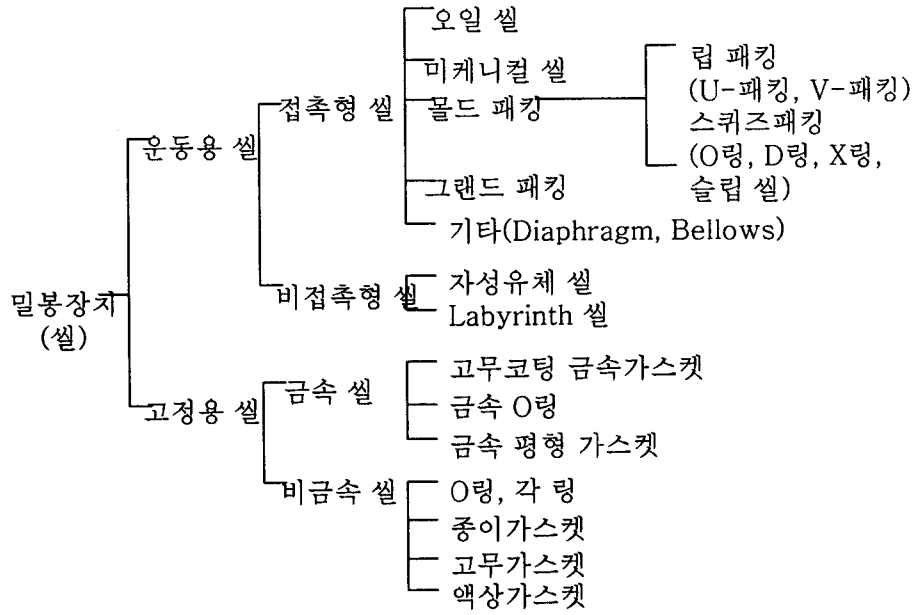 오일 씰
미케니컬 씰
접촉형 씰
몰드 패킹
립 패킹
(U-패킹, V-패킹)
스퀴즈패킹
(O링, D링, X링,
슬립 씰)
운동용 씰
그랜드 패킹
기타(Diaphragm, Bellows)
비접촉형 씰
자성유체 씰
Labyrinth 씰
밀봉장치
(씰)
고무코팅 금속가스켓
금속 씰
금속 O링
고정용 씰
금속 평형 가스켓
비금속 씰
O링, 각 링
종이가스켓
고무가스켓
액상가스켓